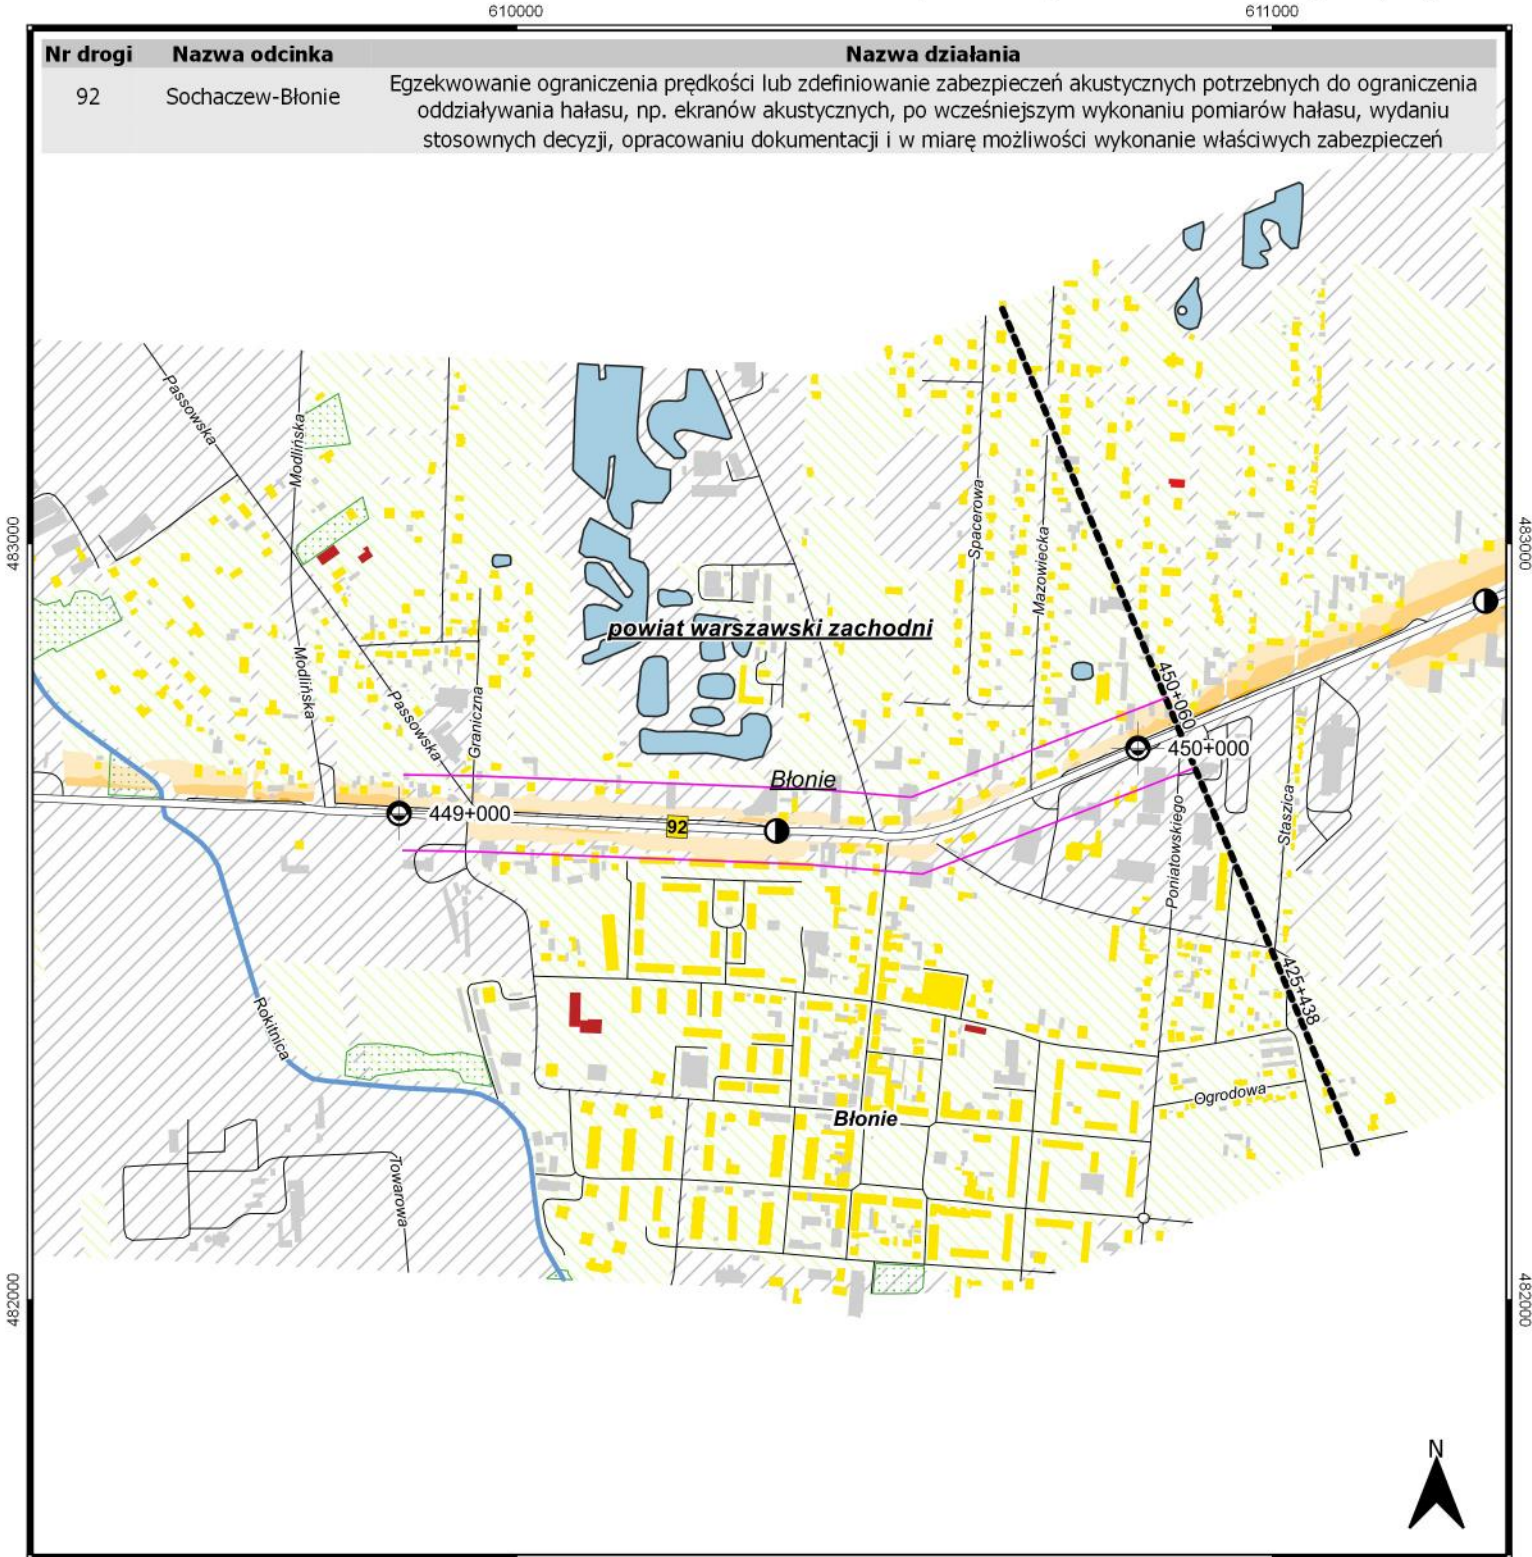 610000
611000
Nr drogi Nazwa odcinka Nazwa działania
92 Sochaczew-Błonie Egzekwowanie ograniczenia prędkości lub zdefiniowanie zabezpieczeń akustycznych potrzebnych do ograniczenia
oddziaływania hałasu, np. ekranów akustycznych, po wcześniejszym wykonaniu pomiarów hałasu, wydaniu
stosownych decyzji, opracowaniu dokumentacji i w miarę możliwości wykonanie właściwych zabezpieczeń
Passowska
Modlińska
Spacerowa
Mazowiecka
483000
483000
powiat warszawski zachodni
Modlińska
Passowska
Graniczna
450+060
450+000
Błonie
449+000
92
Poniatowskiego
Staszica
425+438
Rokitnica
Ogrodowa
Błonie
Towarowa
482000
482000
N